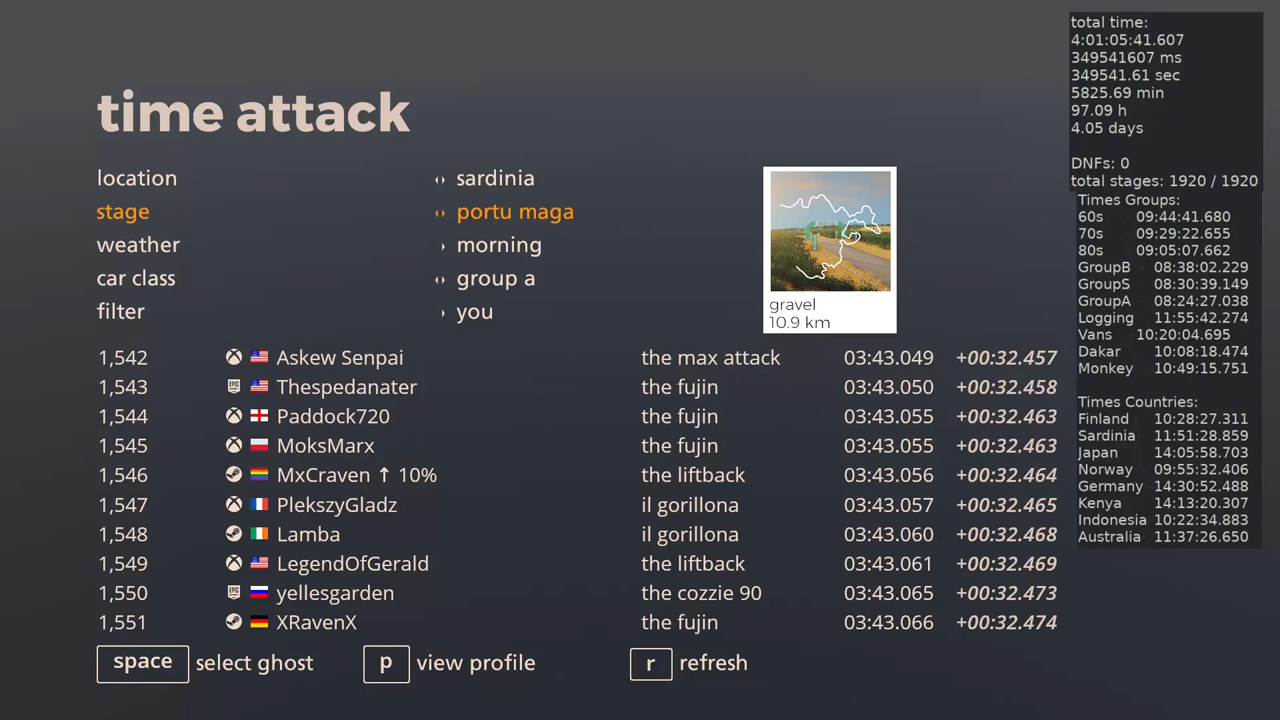 time attack
location sardinia
stage portu maga
weather morning
car class group a
filter you
gravel
10.9 km
1,542 Askew Senpai the max attack 03:43.049 +00:32.457
1,543 EPIC Thespedanater the fujin 03:43.050 +00:32.458
1,544 Paddock720 the fujin 03:43.055 +00:32.463
1,545 MoksMarx the fujin 03:43.055 +00:32.463
1,546 MxCraven ↑ 10% the liftback 03:43.056 +00:32.464
1,547 PlekszyGladz il gorillona 03:43.057 +00:32.465
1,548 Lamba il gorillona 03:43.060 +00:32.468
1,549 LegendOfGerald the liftback 03:43.061 +00:32.469
1,550 EPIC yellesgarden the cozzie 90 03:43.065 +00:32.473
1,551 XRavenX the fujin 03:43.066 +00:32.474
space select ghost p view profile r refresh
total time:
4:01:05:41.607
349541607 ms
349541.61 sec
5825.69 min
97.09 h
4.05 days
DNFs: 0
total stages: 1920 / 1920
Times Groups:
60s 09:44:41.680
70s 09:29:22.655
80s 09:05:07.662
GroupB 08:38:02.229
GroupS 08:30:39.149
GroupA 08:24:27.038
Logging 11:55:42.274
Vans 10:20:04.695
Dakar 10:08:18.474
Monkey 10:49:15.751
Times Countries:
Finland 10:28:27.311
Sardinia 11:51:28.859
Japan 14:05:58.703
Norway 09:55:32.406
Germany 14:30:52.488
Kenya 14:13:20.307
Indonesia 10:22:34.883
Australia 11:37:26.650